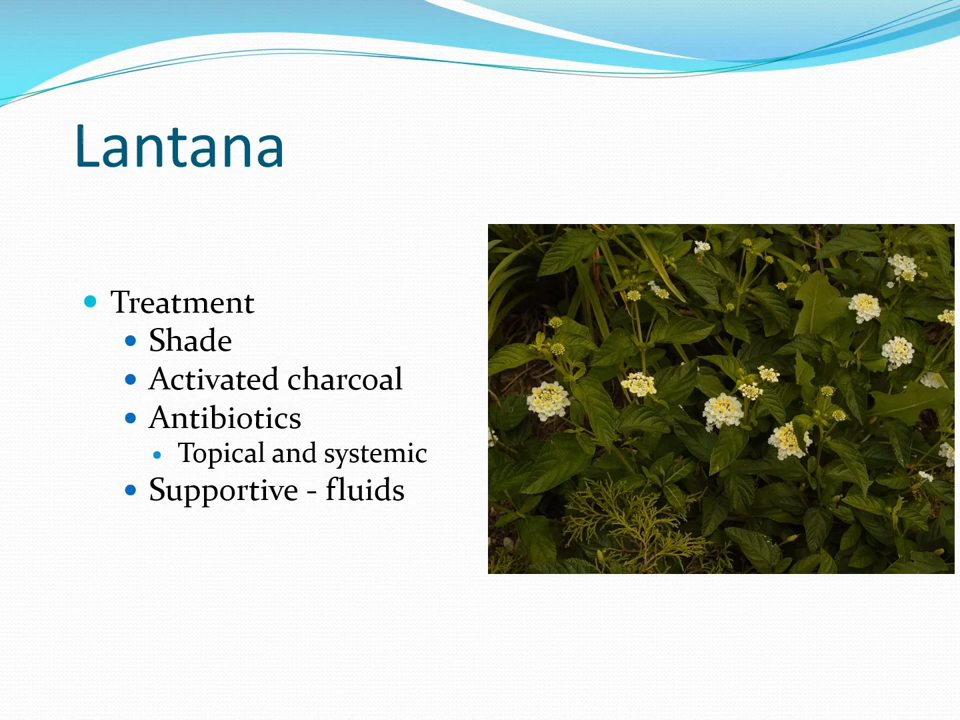 Lantana
Treatment
Shade
Activated charcoal
Antibiotics
Topical and systemic
Supportive - fluids